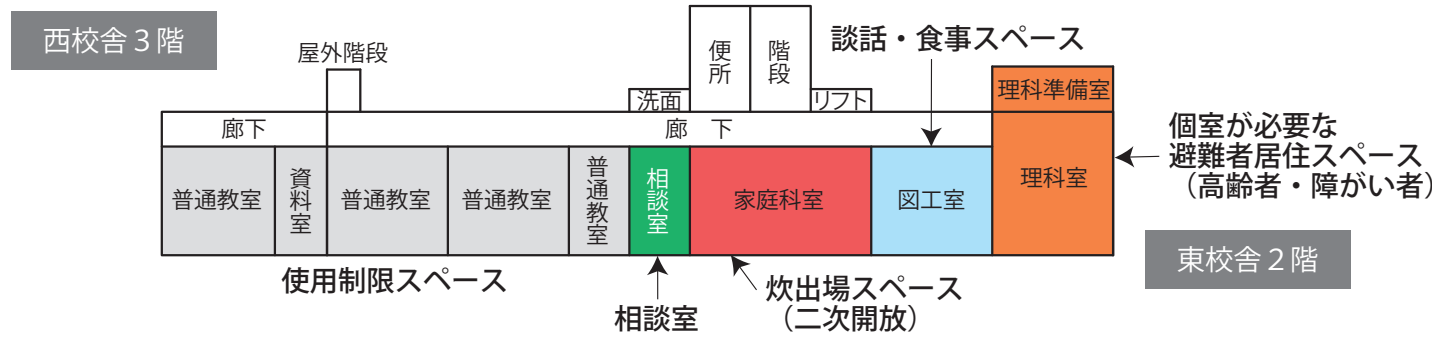 西校舎３階
屋外階段
便所
階段
談話・食事スペース
洗面
リフト
理科準備室
廊下
廊　下
個室が必要な
避難者居住スペース
（高齢者・障がい者）
普通教室
資料室
普通教室
普通教室
普通教室
相談室
家庭科室
図工室
理科室
東校舎２階
使用制限スペース
相談室
炊出場スペース
（二次開放）